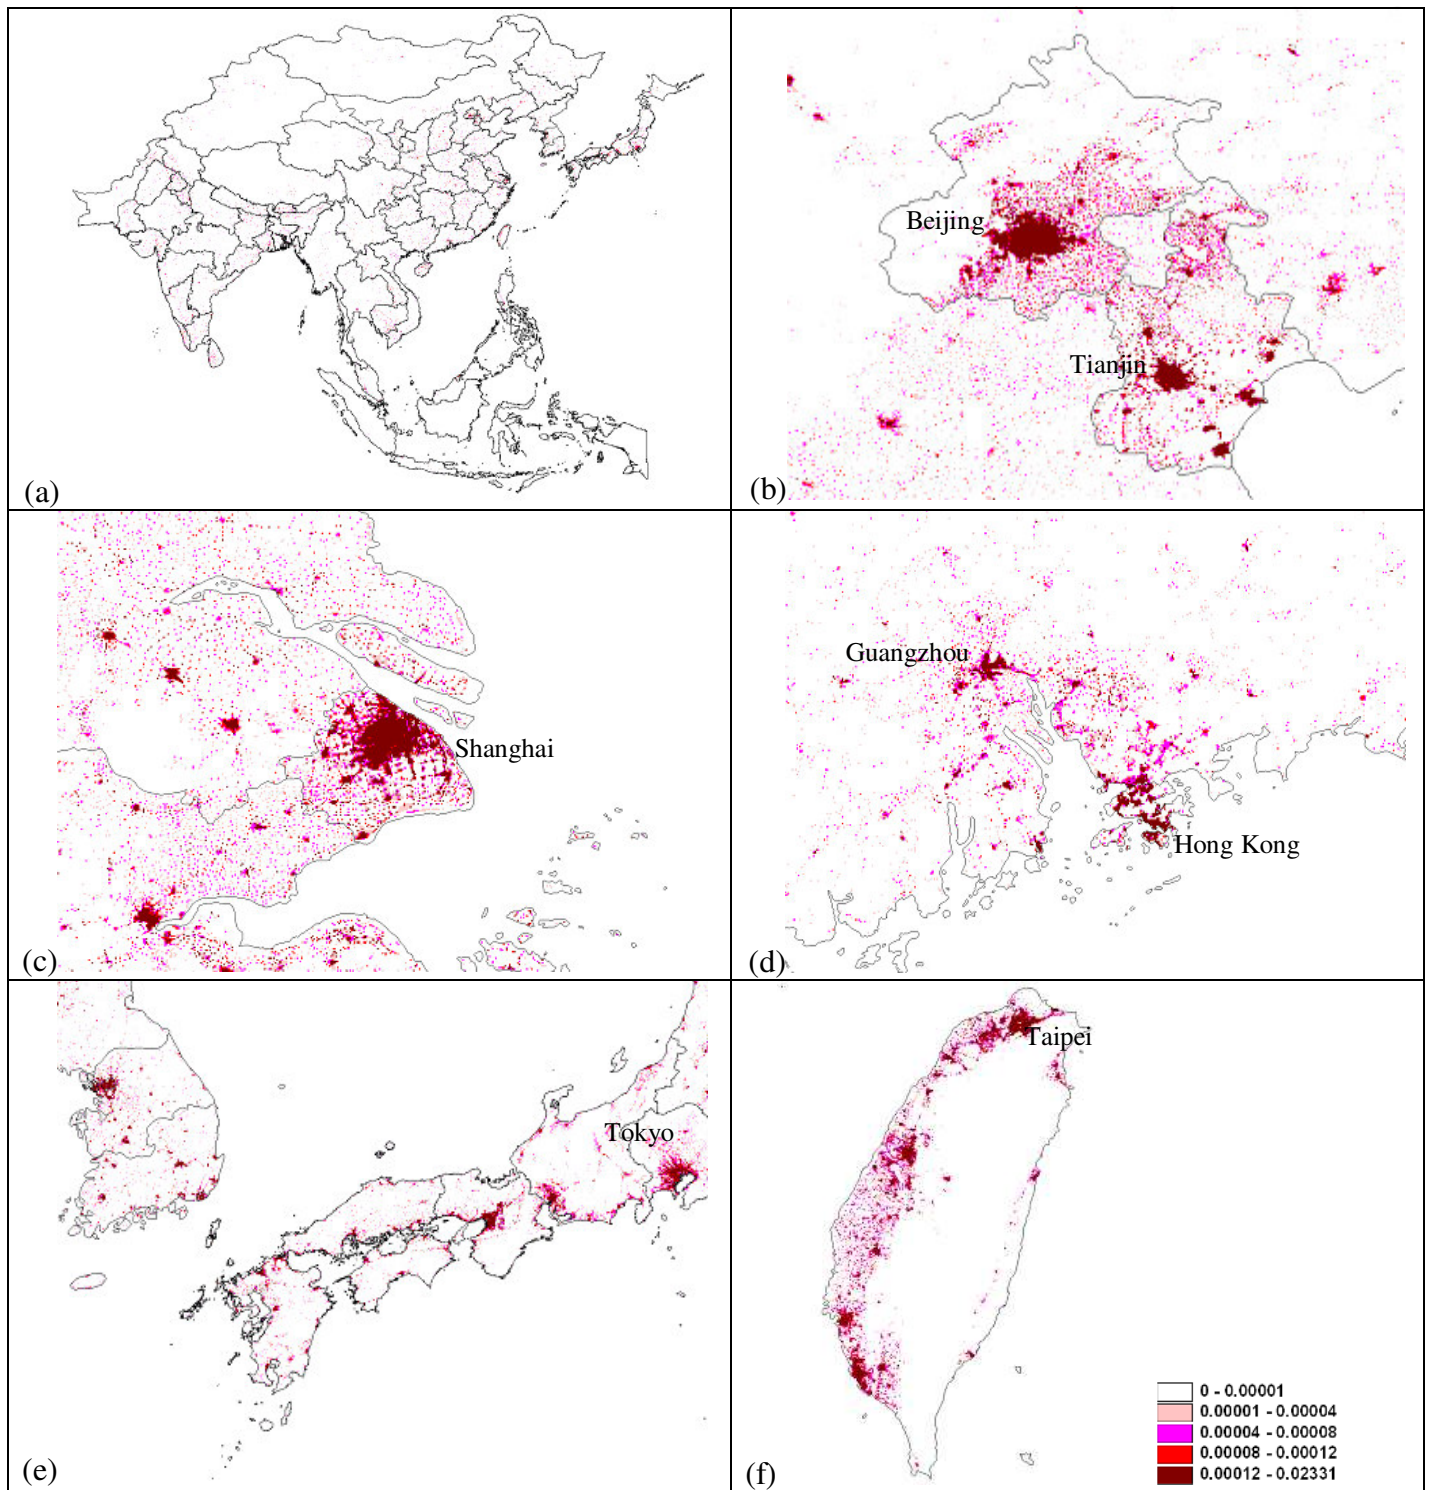 (a)
Beijing
Tianjin
(b)
Shanghai
(c)
Guangzhou
Hong Kong
(d)
Tokyo
(e)
Taipei
0 - 0.00001
0.00001 - 0.00004
0.00004 - 0.00008
0.00008 - 0.00012
0.00012 - 0.02331
(f)